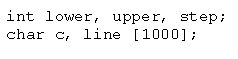 int lower, upper, step;
char c, line [1000];